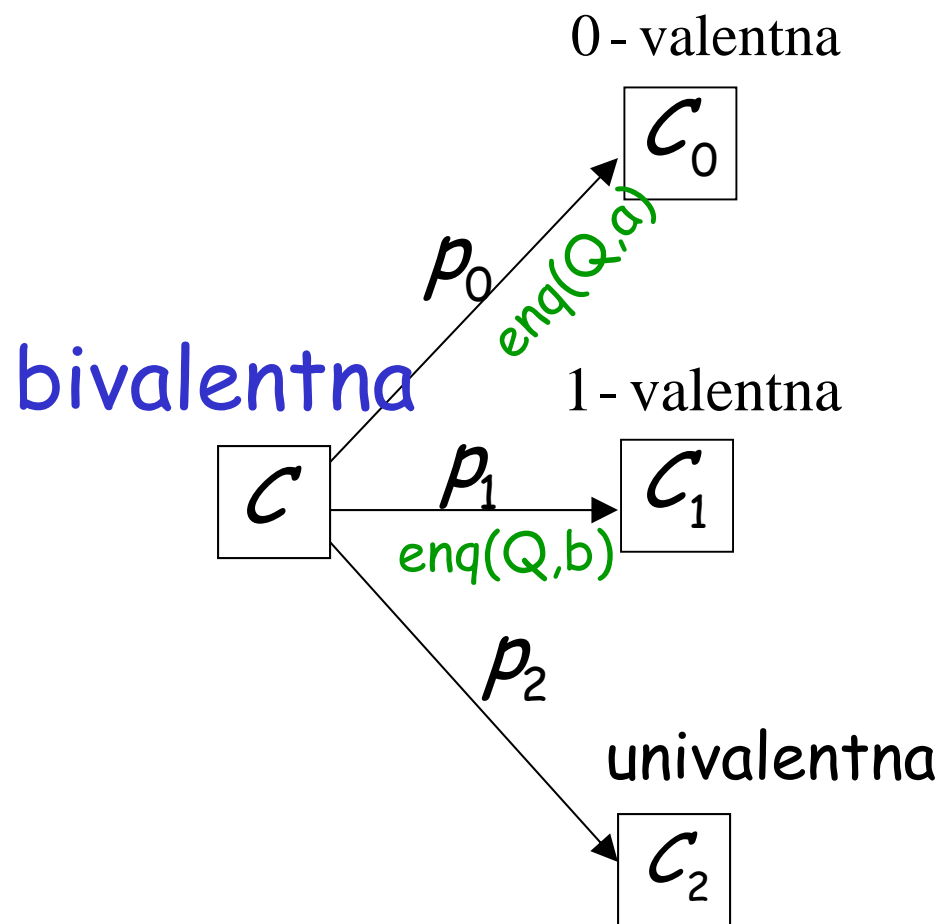 0 - valentna
C₀
p₀
enq(Q,a)
bivalentna
1 - valentna
C
p₁
C₁
enq(Q,b)
p₂
univalentna
C₂